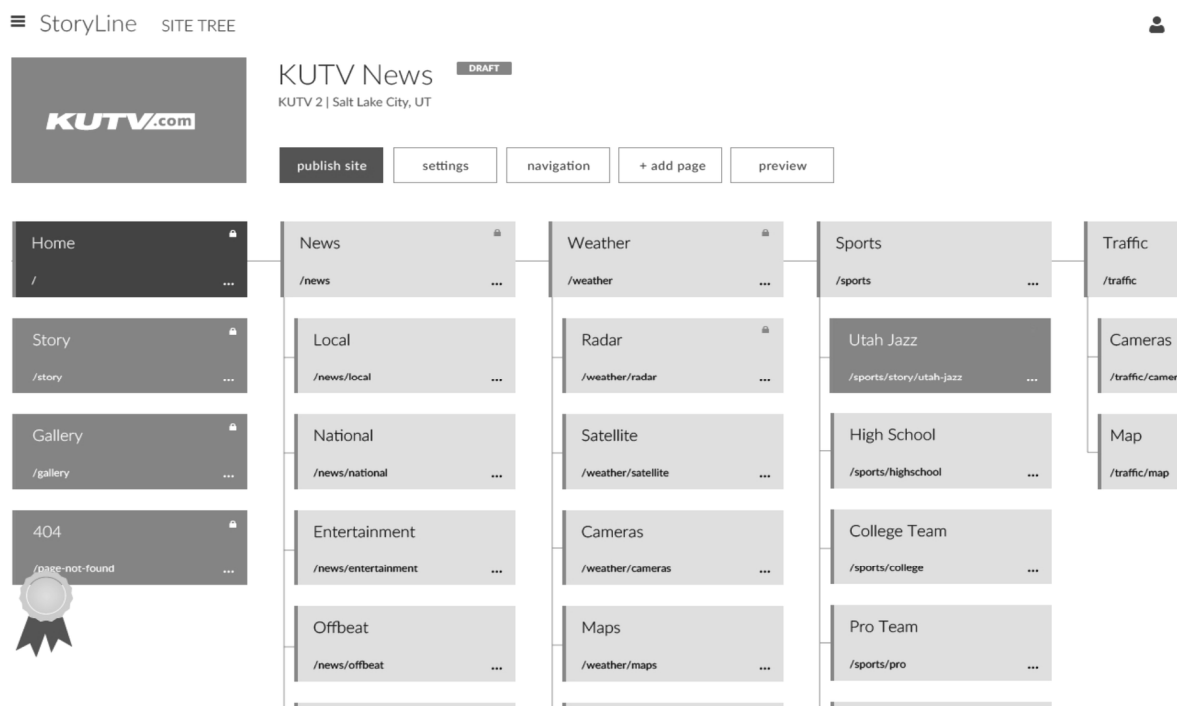 StoryLine SITE TREE
KUTV.com
KUTV News DRAFT
KUTV 2 | Salt Lake City, UT
publish site
settings
navigation
+ add page
preview
Home
/
...
Story
/story
...
Gallery
/gallery
...
404
/page-not-found
...
News
/news
...
Local
/news/local
...
National
/news/national
...
Entertainment
/news/entertainment
...
Offbeat
/news/offbeat
...
Weather
/weather
...
Radar
/weather/radar
...
Satellite
/weather/satellite
...
Cameras
/weather/cameras
...
Maps
/weather/maps
...
Sports
/sports
...
Utah Jazz
/sports/story/utah-jazz
...
High School
/sports/highschool
...
College Team
/sports/college
...
Pro Team
/sports/pro
...
Traffic
/traffic
Cameras
/traffic/camer
Map
/traffic/map